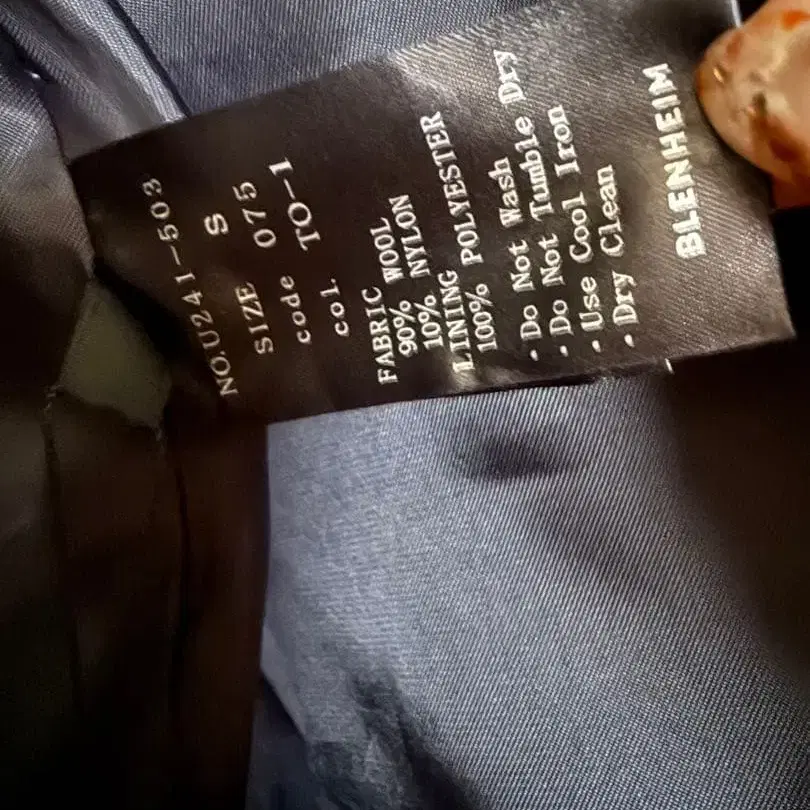 NO.U241-503
SIZE S
code 075
col. TO-1
FABRIC
90% WOOL
10% NYLON
LINING
100% POLYESTER
• Do Not Wash Dry
• Do Not Tumble Dry
• Use Cool Iron
• Dry Clean
BLENHEIM